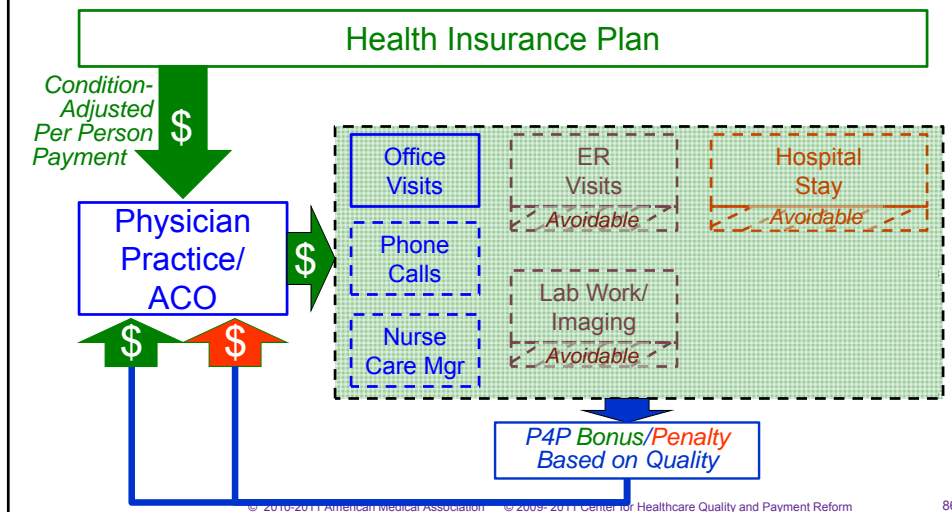 Health Insurance Plan
Condition-
Adjusted
Per Person
Payment
$
Physician
Practice/
ACO
$
$
$
Office
Visits
Phone
Calls
Nurse
Care Mgr
ER
Visits
Avoidable
Lab Work/
Imaging
Avoidable
Hospital
Stay
Avoidable
P4P Bonus/Penalty
Based on Quality
© 2010-2011 American Medical Association © 2009- 2011 Center for Healthcare Quality and Payment Reform